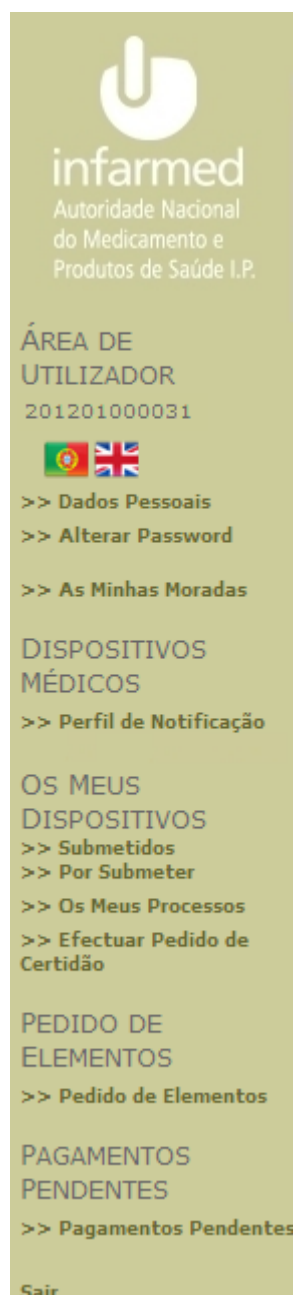 infarmed
Autoridade Nacional
do Medicamento e
Produtos de Saúde I.P.
ÁREA DE
UTILIZADOR
201201000031
>> Dados Pessoais
>> Alterar Password
>> As Minhas Moradas
DISPOSITIVOS
MÉDICOS
>> Perfil de Notificação
OS MEUS
DISPOSITIVOS
>> Submetidos
>> Por Submeter
>> Os Meus Processos
>> Efectuar Pedido de
Certidão
PEDIDO DE
ELEMENTOS
>> Pedido de Elementos
PAGAMENTOS
PENDENTES
>> Pagamentos Pendentes
Sair